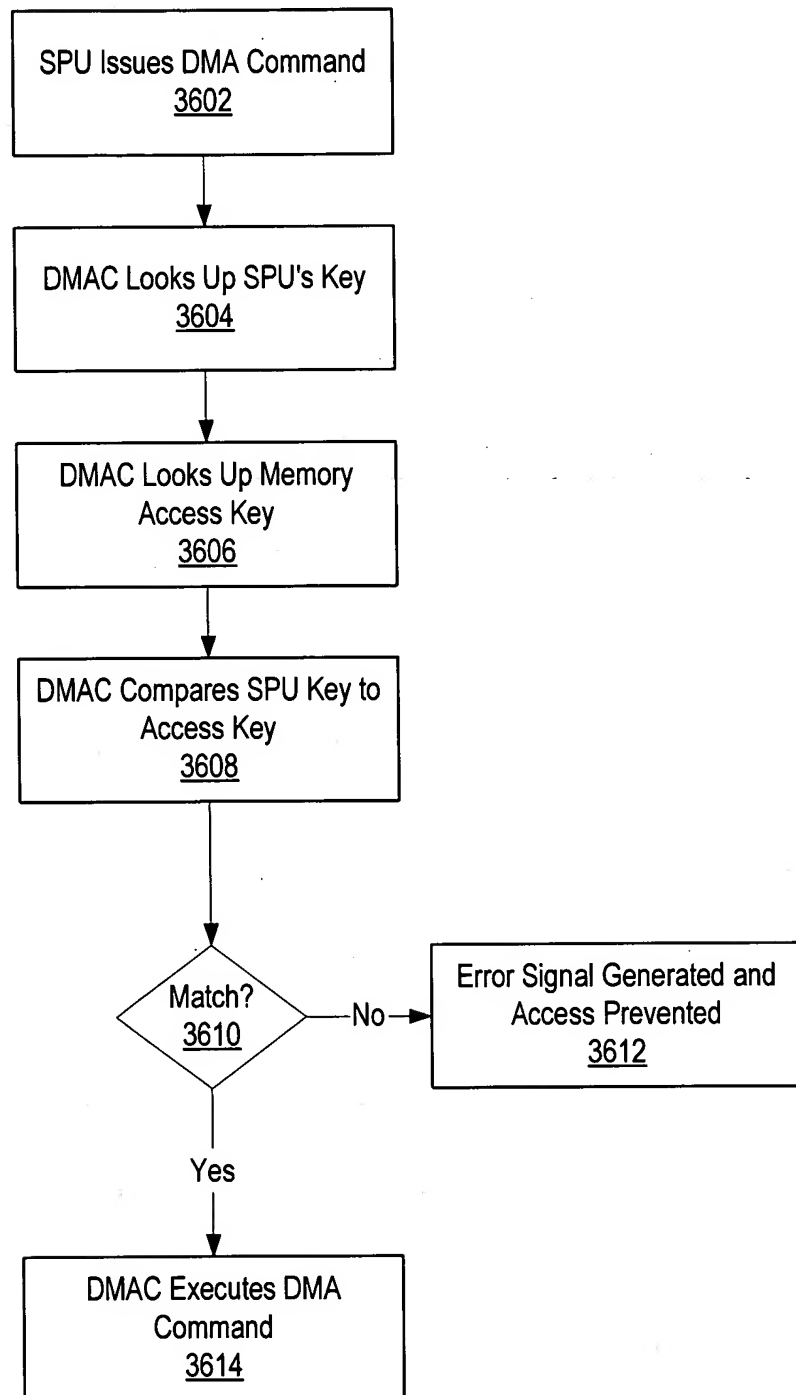 SPU Issues DMA Command
3602
DMAC Looks Up SPU's Key
3604
DMAC Looks Up Memory
Access Key
3606
DMAC Compares SPU Key to
Access Key
3608
Match?
3610
No
Error Signal Generated and
Access Prevented
3612
Yes
DMAC Executes DMA
Command
3614